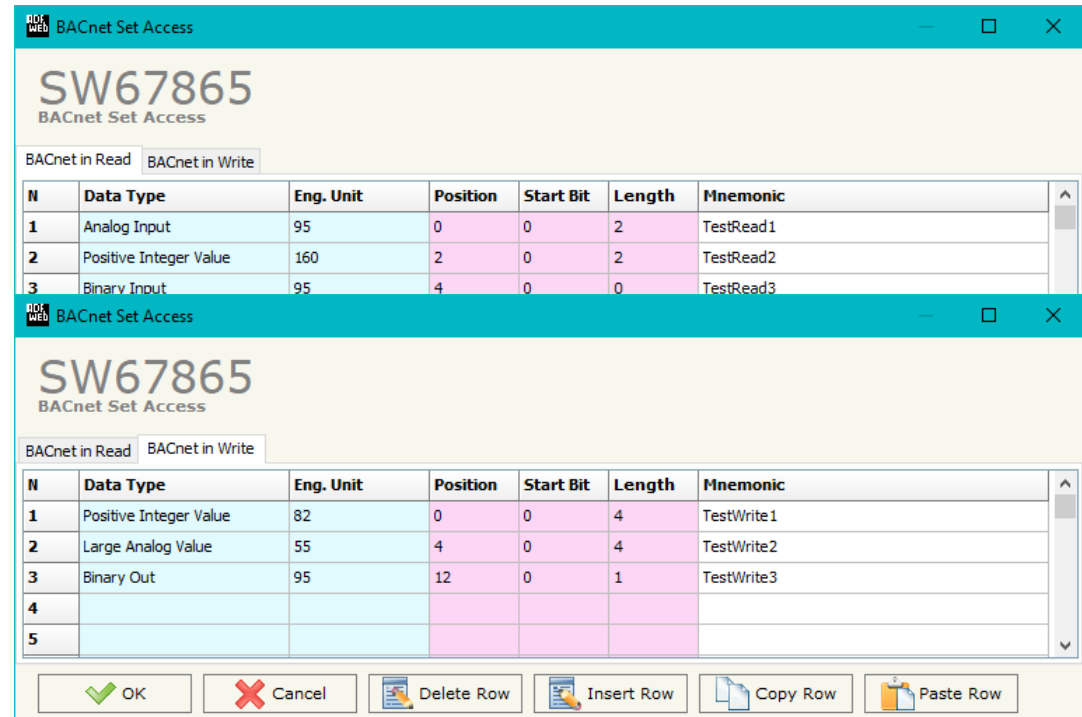 ADF WEB BACnet Set Access
SW67865
BACnet Set Access
BACnet in Read BACnet in Write
N Data Type Eng. Unit Position Start Bit Length Mnemonic
1 Analog Input 95 0 0 2 TestRead1
2 Positive Integer Value 160 2 0 2 TestRead2
3 Binary Input 95 4 0 0 TestRead3
ADF WEB BACnet Set Access
SW67865
BACnet Set Access
BACnet in Read BACnet in Write
N Data Type Eng. Unit Position Start Bit Length Mnemonic
1 Positive Integer Value 82 0 0 4 TestWrite1
2 Large Analog Value 55 4 0 4 TestWrite2
3 Binary Out 95 12 0 1 TestWrite3
4
5
OK Cancel Delete Row Insert Row Copy Row Paste Row